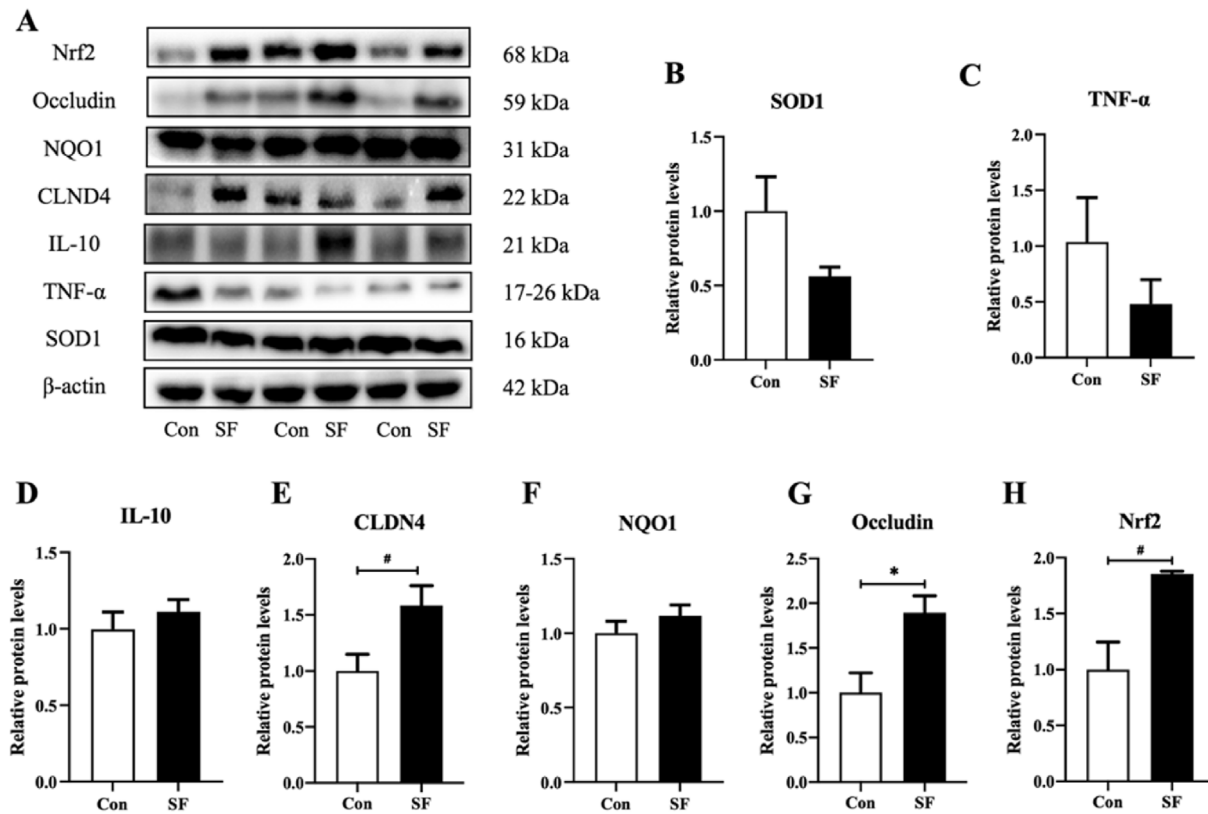 A
Nrf2 68 kDa
Occludin 59 kDa
NQO1 31 kDa
CLND4 22 kDa
IL-10 21 kDa
TNF-α 17-26 kDa
SOD1 16 kDa
β-actin 42 kDa
Con SF Con SF Con SF
B
SOD1
Relative protein levels
1.5
1.0
0.5
0.0
Con SF
C
TNF-α
Relative protein levels
2.0
1.5
1.0
0.5
0.0
Con SF
D
IL-10
Relative protein levels
1.5
1.0
0.5
0.0
Con SF
E
CLDN4
Relative protein levels
2.0
1.5
1.0
0.5
0.0
#
Con SF
F
NQO1
Relative protein levels
1.5
1.0
0.5
0.0
Con SF
G
Occludin
Relative protein levels
2.5
2.0
1.5
1.0
0.5
0.0
*
Con SF
H
Nrf2
Relative protein levels
2.0
1.5
1.0
0.5
0.0
#
Con SF